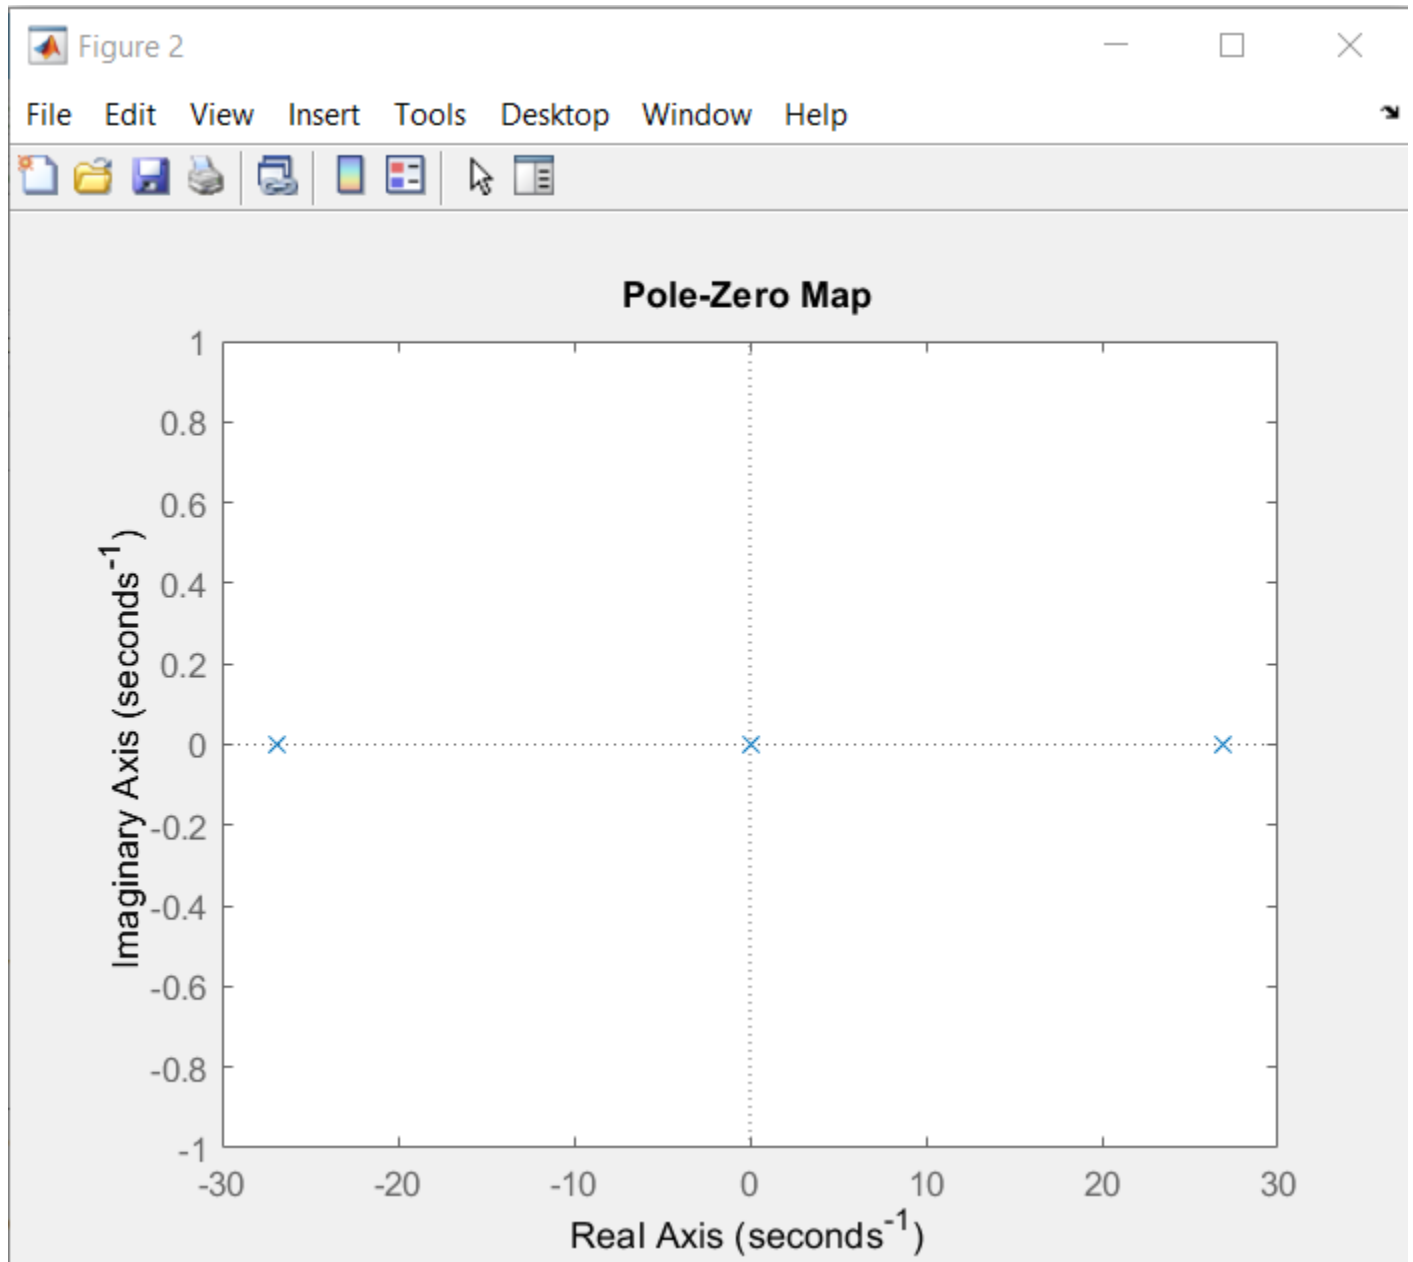 Figure 2
File Edit View Insert Tools Desktop Window Help
Pole-Zero Map
1
0.8
0.6
0.4
0.2
0
-0.2
-0.4
-0.6
-0.8
-1
Imaginary Axis (seconds⁻¹)
-30 -20 -10 0 10 20 30
Real Axis (seconds⁻¹)